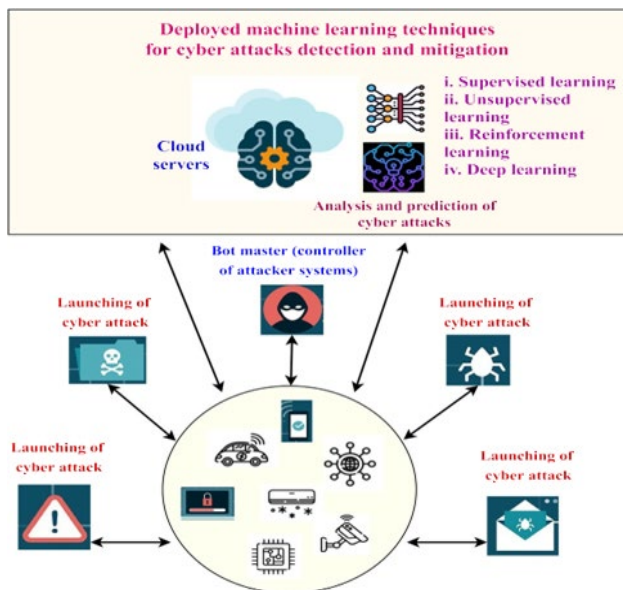 Deployed machine learning techniques
for cyber attacks detection and mitigation
Cloud
servers
i. Supervised learning
ii. Unsupervised
learning
iii. Reinforcement
learning
iv. Deep learning
Analysis and prediction of
cyber attacks
Bot master (controller
of attacker systems)
Launching of
cyber attack
Launching of
cyber attack
Launching of
cyber attack
Launching of
cyber attack